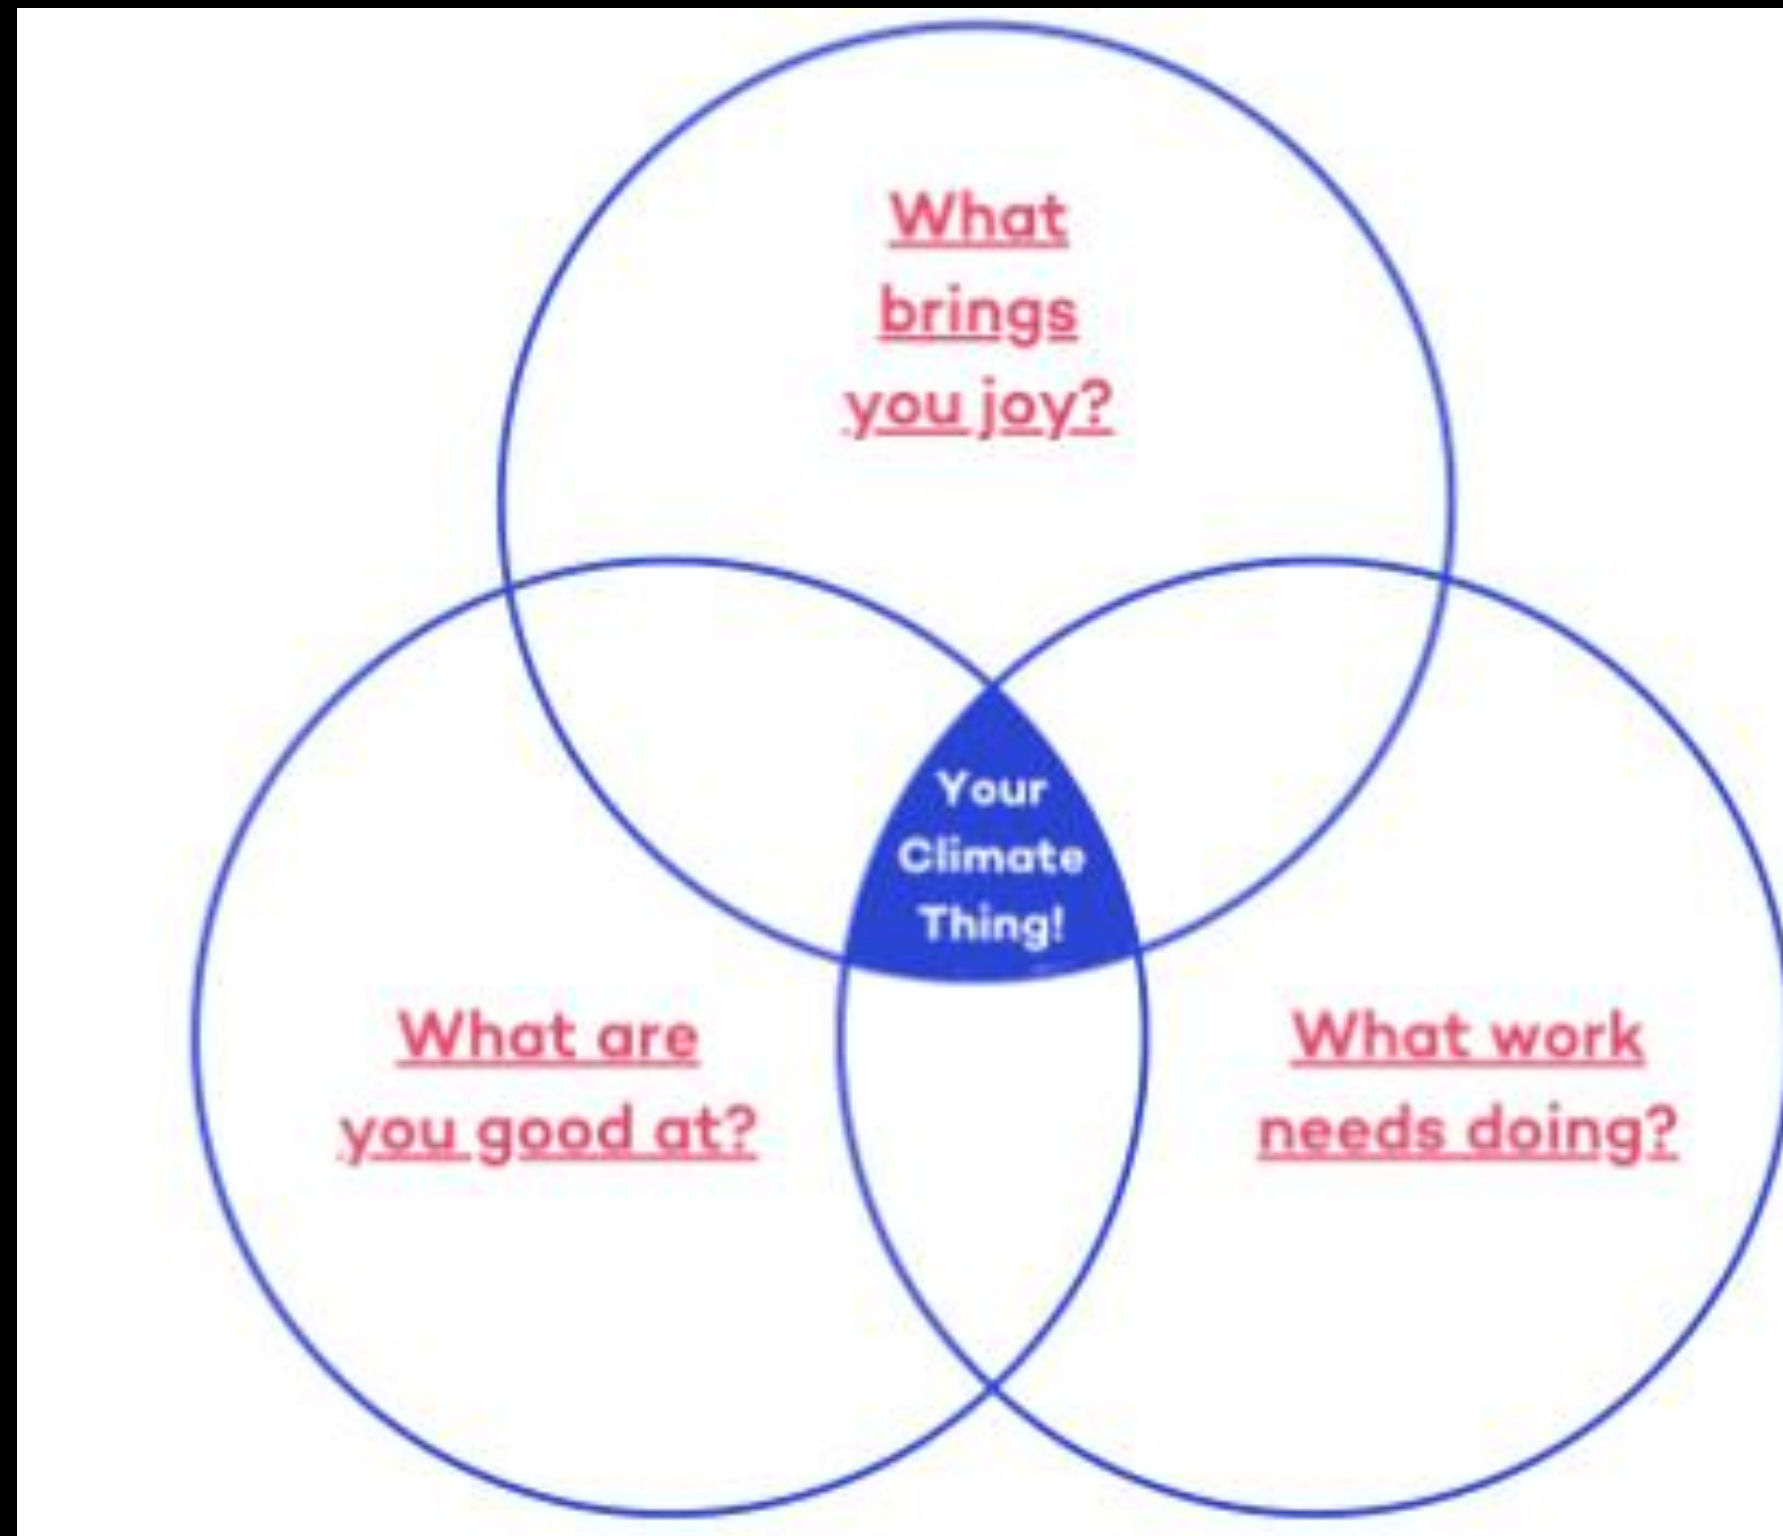 What
brings
you joy?
Your
Climate
Thing!
What are
you good at?
What work
needs doing?